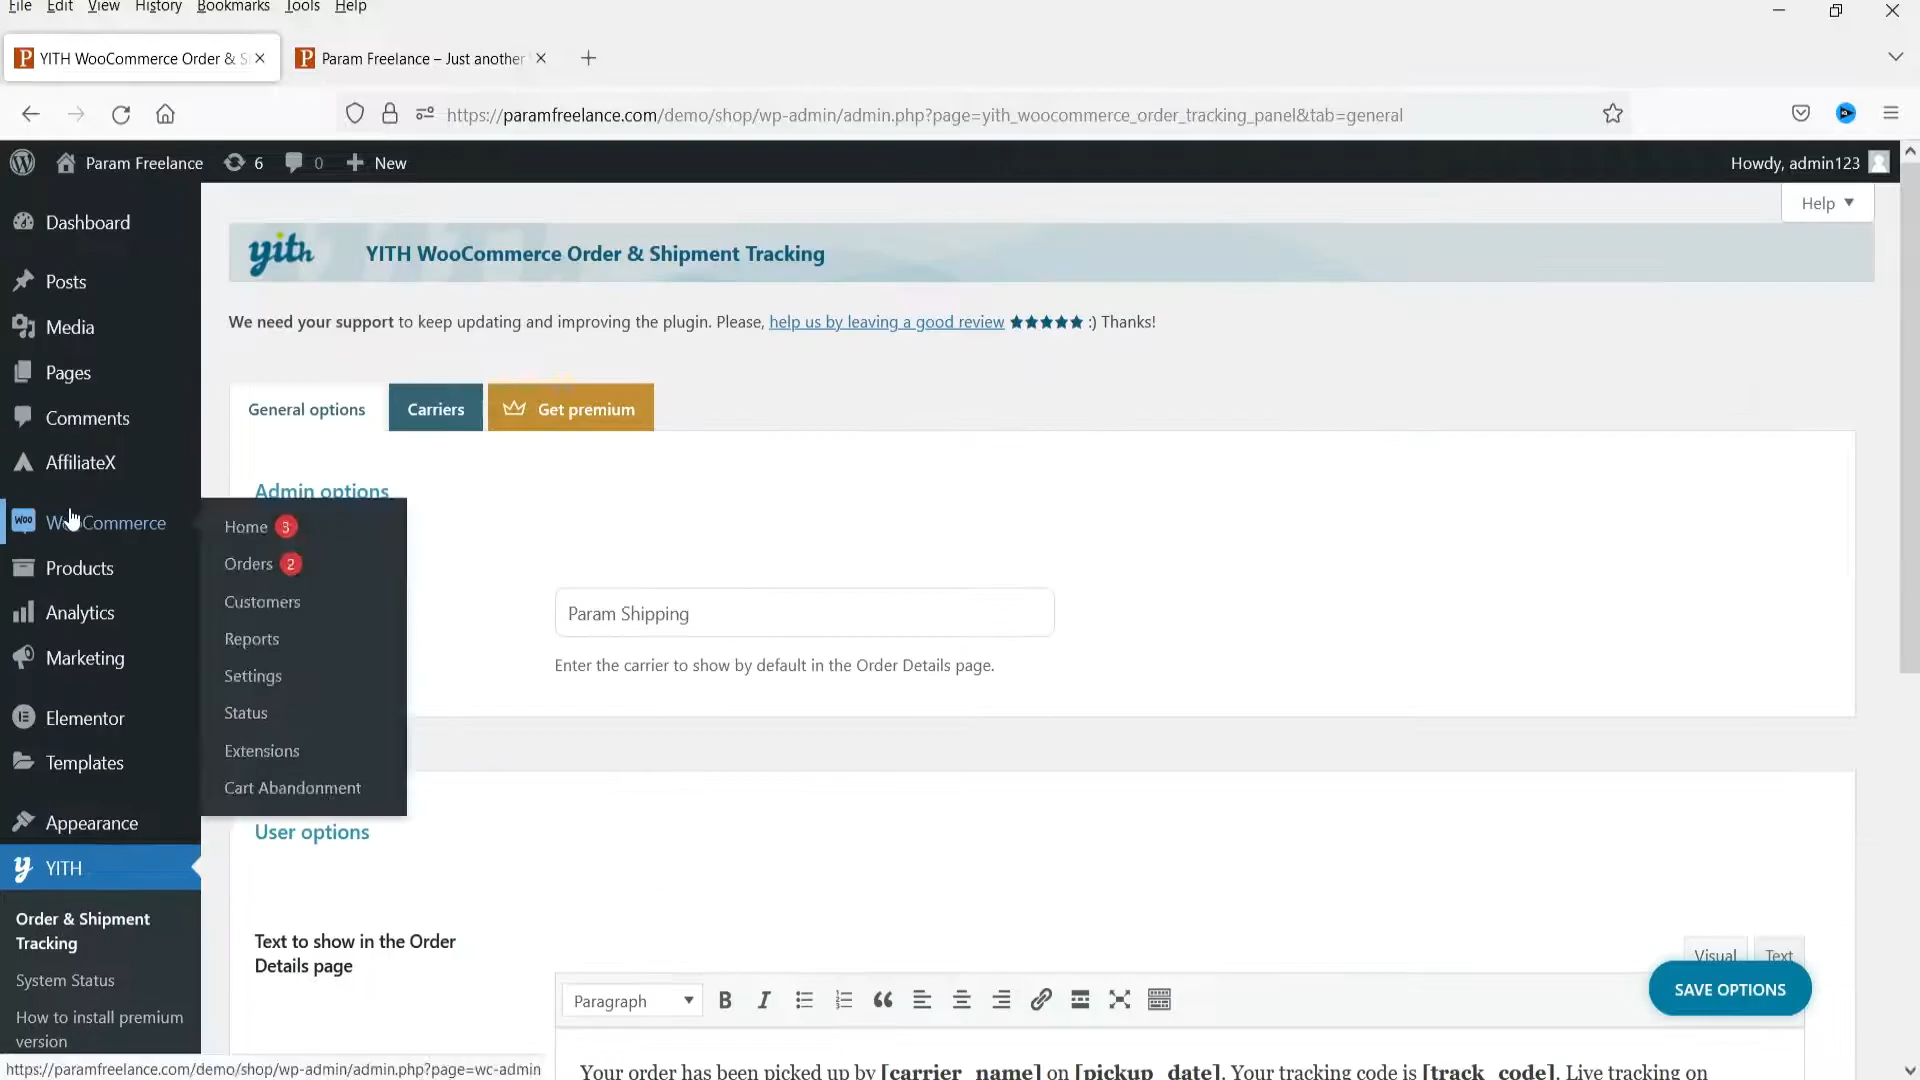 File Edit View History Bookmarks Tools Help
YITH WooCommerce Order & S
Param Freelance – Just another
https://paramfreelance.com/demo/shop/wp-admin/admin.php?page=yith_woocommerce_order_tracking_panel&tab=general
Param Freelance 6 0 + New
Howdy, admin123
Help ▼
Dashboard
Posts
Media
Pages
Comments
AffiliateX
WooCommerce
Products
Analytics
Marketing
Elementor
Templates
Appearance
YITH
Order & Shipment
Tracking
System Status
How to install premium
version
Home 3
Orders 2
Customers
Reports
Settings
Status
Extensions
Cart Abandonment
yith
YITH WooCommerce Order & Shipment Tracking
We need your support to keep updating and improving the plugin. Please, help us by leaving a good review ★★★★★ :) Thanks!
General options
Carriers
Get premium
Admin options
Param Shipping
Enter the carrier to show by default in the Order Details page.
User options
Text to show in the Order
Details page
Visual
Text
Paragraph ▼ B I
SAVE OPTIONS
Your order has been picked up by [carrier_name] on [pickup_date]. Your tracking code is [track_code]. Live tracking on
https://paramfreelance.com/demo/shop/wp-admin/admin.php?page=wc-admin